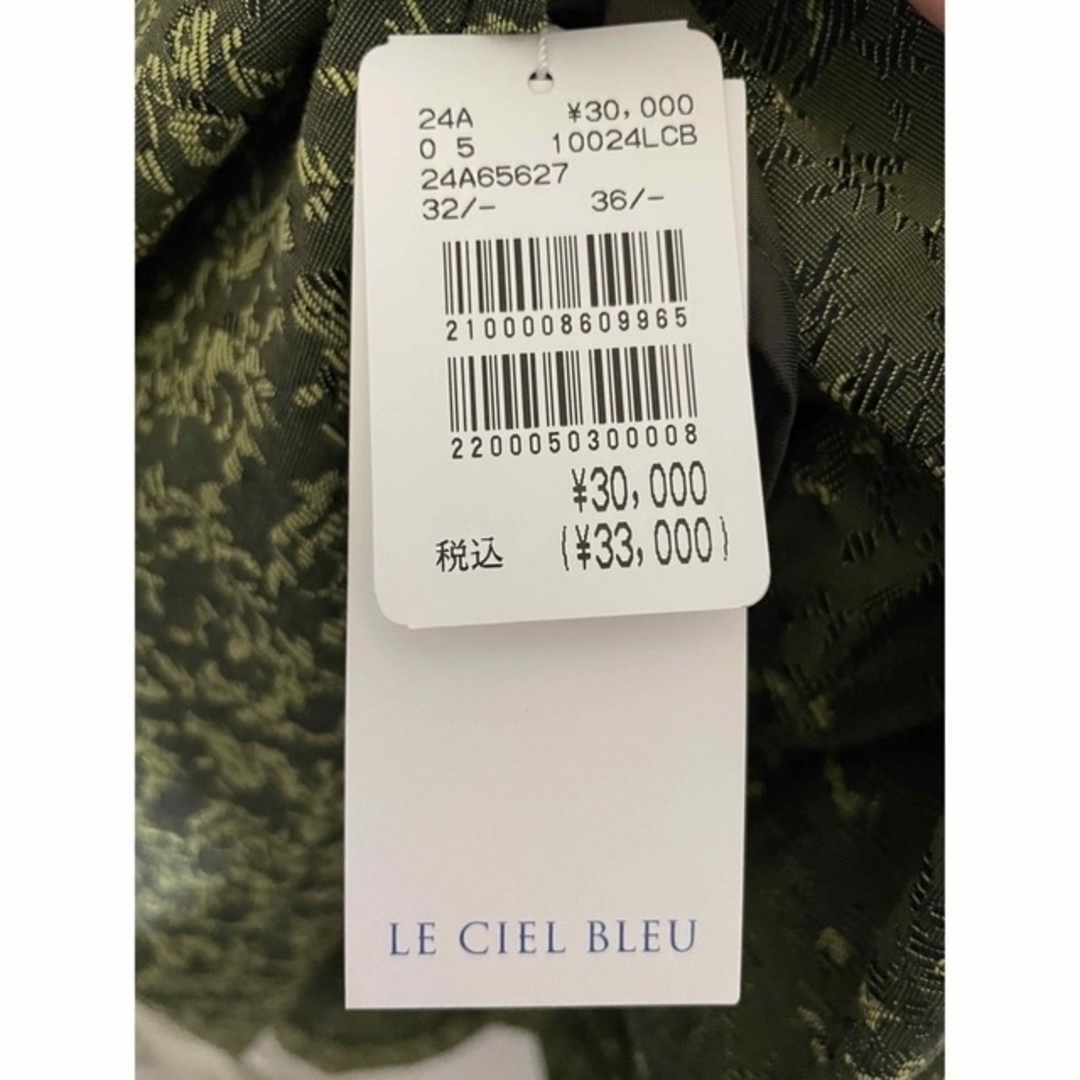 24A ¥30,000
0 5 10024LCB
24A65627
32/- 36/-
2100008609965
2200050300008
¥30,000
税込 (¥33,000)
LE CIEL BLEU